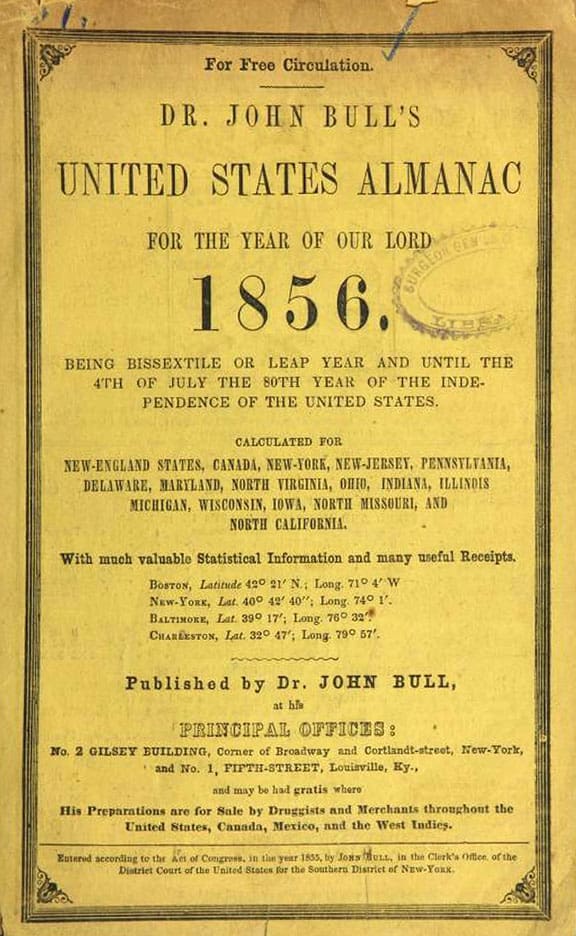 For Free Circulation.
DR. JOHN BULL'S
UNITED STATES ALMANAC
FOR THE YEAR OF OUR LORD
1856.
SURGEON GEN
LIB
BEING BISSEXTILE OR LEAP YEAR AND UNTIL THE
4TH OF JULY THE 80TH YEAR OF THE INDE-
PENDENCE OF THE UNITED STATES.
CALCULATED FOR
NEW-ENGLAND STATES, CANADA, NEW-YORK, NEW-JERSEY, PENNSYLVANIA,
DELAWARE, MARYLAND, NORTH VIRGINIA, OHIO, INDIANA, ILLINOIS
MICHIGAN, WISCONSIN, IOWA, NORTH MISSOURI, AND
NORTH CALIFORNIA.
With much valuable Statistical Information and many useful Receipts.
BOSTON, Latitude 42° 21' N.; Long. 71° 4' W
NEW-YORK, Lat. 40° 42' 40"; Long. 74° 1'.
BALTIMORE, Lat. 39° 17'; Long. 76° 32'.
CHARLESTON, Lat. 32° 47'; Long. 79° 57'.
Published by Dr. JOHN BULL,
at his
PRINCIPAL OFFICES:
No. 2 GILSEY BUILDING, Corner of Broadway and Cortlandt-street, New-York,
and No. 1, FIFTH-STREET, Louisville, Ky.,
and may be had gratis where
His Preparations are for Sale by Druggists and Merchants throughout the
United States, Canada, Mexico, and the West Indies.
Entered according to the Act of Congress, in the year 1855, by JOHN BULL, in the Clerk's Office, of the
District Court of the United States for the Southern District of NEW-YORK.